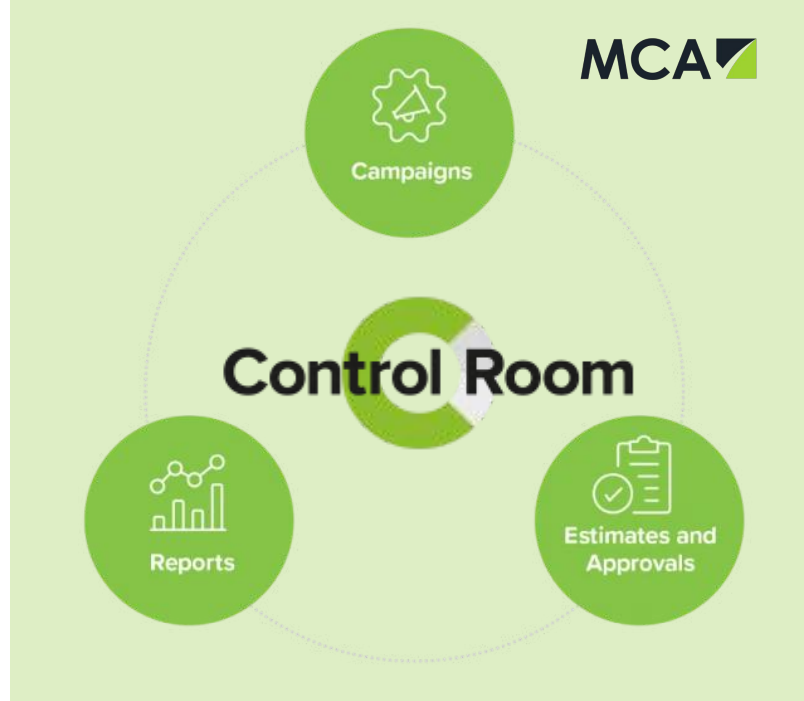 MCA
Campaigns
Control Room
Reports
Estimates and
Approvals